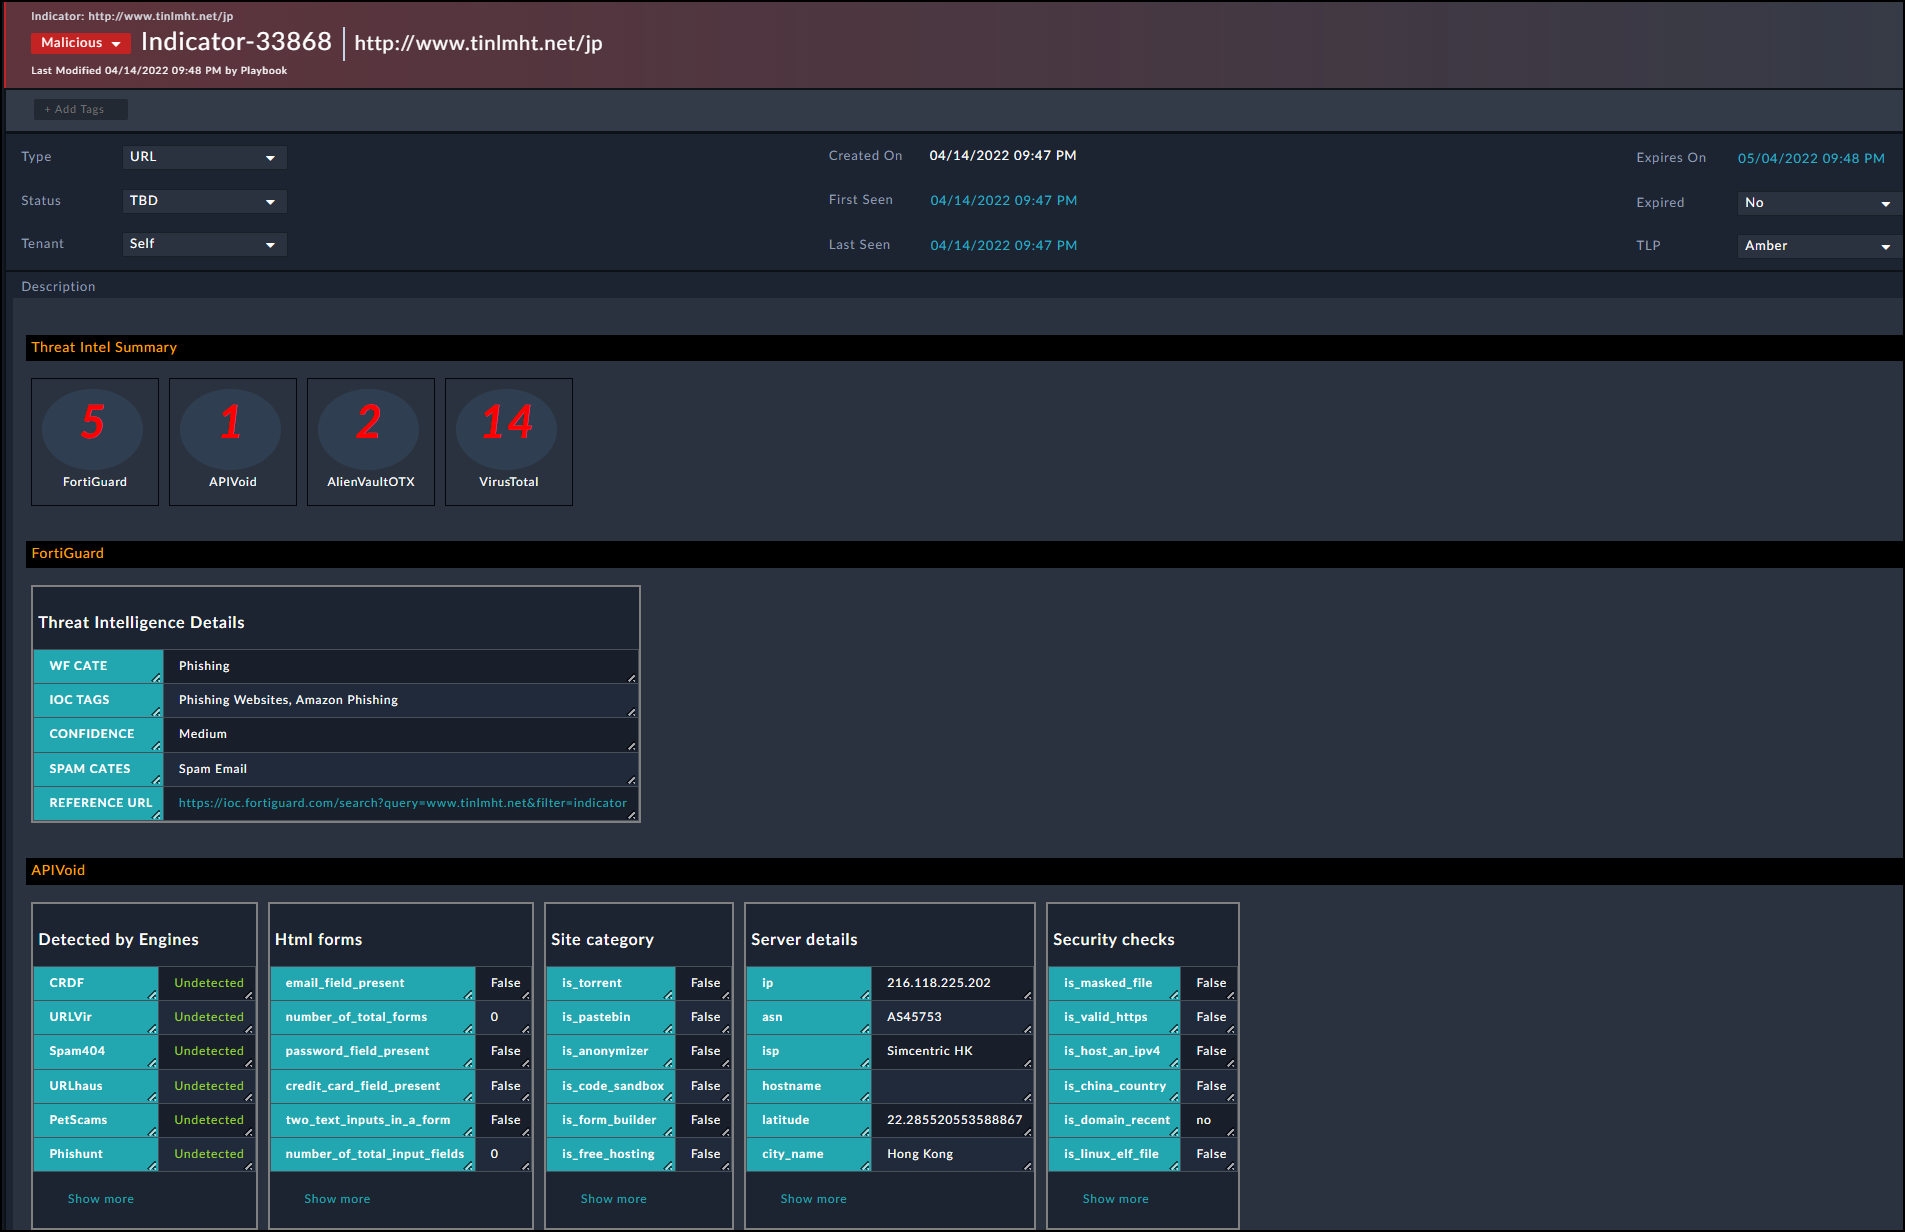 Indicator: http://www.tinlmht.net/jp
Malicious Indicator-33868 http://www.tinlmht.net/jp
Last Modified 04/14/2022 09:48 PM by Playbook
+ Add Tags
Type URL Created On 04/14/2022 09:47 PM Expires On 05/04/2022 09:48 PM
Status TBD First Seen 04/14/2022 09:47 PM Expired No
Tenant Self Last Seen 04/14/2022 09:47 PM TLP Amber
Description
Threat Intel Summary
5 1 2 14
FortiGuard APIVoid AlienVaultOTX VirusTotal
FortiGuard
Threat Intelligence Details
WF CATE Phishing
IOC TAGS Phishing Websites, Amazon Phishing
CONFIDENCE Medium
SPAM CATES Spam Email
REFERENCE URL https://ioc.fortiguard.com/search?query=www.tinlmht.net&filter=indicator
APIVoid
Detected by Engines Html forms Site category Server details Security checks
CRDF Undetected email_field_present False is_torrent False ip 216.118.225.202 is_masked_file False
URLVir Undetected number_of_total_forms 0 is_pastebin False asn AS45753 is_valid_https False
Spam404 Undetected password_field_present False is_anonymizer False isp Simcentric HK is_host_an_ipv4 False
URLhaus Undetected credit_card_field_present False is_code_sandbox False hostname is_china_country False
PetScams Undetected two_text_inputs_in_a_form False is_form_builder False latitude 22.285520553588867 is_domain_recent no
Phishunt Undetected number_of_total_input_fields 0 is_free_hosting False city_name Hong Kong is_linux_elf_file False
Show more Show more Show more Show more Show more